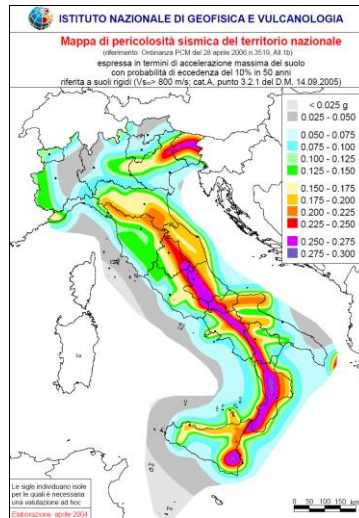 ISTITUTO NAZIONALE DI GEOFISICA E VULCANOLOGIA
Mappa di pericolosità sismica del territorio nazionale
(riferimento: Ordinanza PCM del 28 aprile 2006 n.3519, All.1b)
espressa in termini di accelerazione massima del suolo
con probabilità di eccedenza del 10% in 50 anni
riferita a suoli rigidi (Vs30> 800 m/s; cat.A, punto 3.2.1 del D.M. 14.09.2005)
< 0.025 g
0.025 - 0.050
0.050 - 0.075
0.075 - 0.100
0.100 - 0.125
0.125 - 0.150
0.150 - 0.175
0.175 - 0.200
0.200 - 0.225
0.225 - 0.250
0.250 - 0.275
0.275 - 0.300
Sa
Le sigle individuano isole
per le quali è necessaria
una valutazione ad hoc
Elaborazione: aprile 2004
0 50 100 150
km